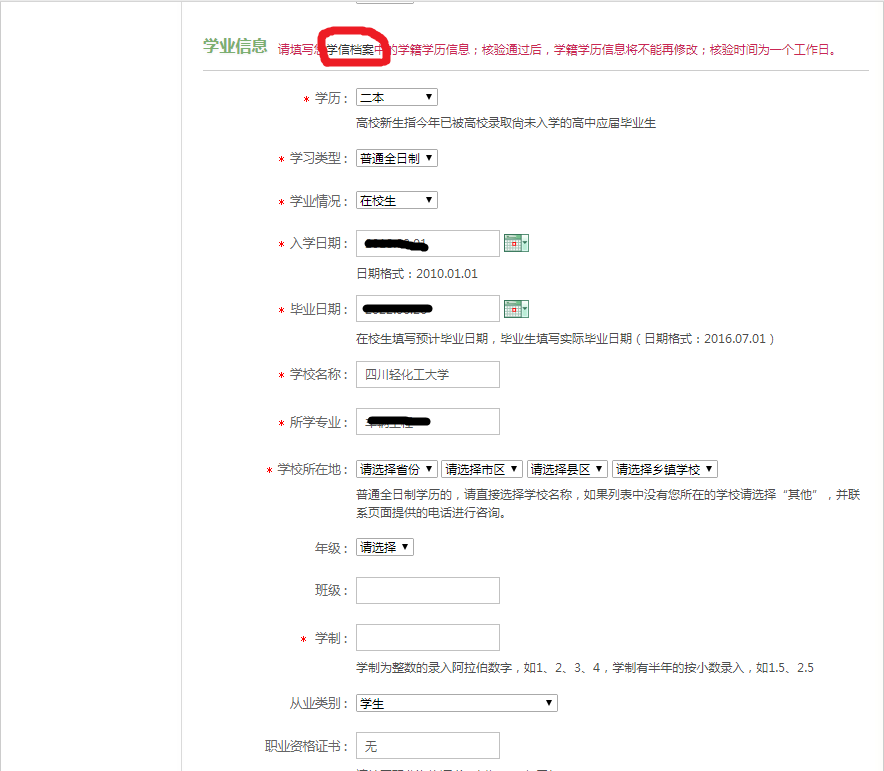 学业信息 请填写您学信档案中的学籍学历信息；核验通过后，学籍学历信息将不能再修改；核验时间为一个工作日。
* 学历： 二本
高校新生指今年已被高校录取尚未入学的高中应届毕业生
* 学习类型： 普通全日制
* 学业情况： 在校生
* 入学日期：
日期格式：2010.01.01
* 毕业日期：
在校生填写预计毕业日期，毕业生填写实际毕业日期（日期格式：2016.07.01）
* 学校名称： 四川轻化工大学
* 所学专业：
* 学校所在地： 请选择省份 请选择市区 请选择县区 请选择乡镇学校
普通全日制学历的，请直接选择学校名称，如果列表中没有您所在的学校请选择“其他”，并联
系页面提供的电话进行咨询。
年级： 请选择
班级：
* 学制：
学制为整数的录入阿拉伯数字，如1、2、3、4，学制有半年的按小数录入，如1.5、2.5
从业类别： 学生
职业资格证书： 无